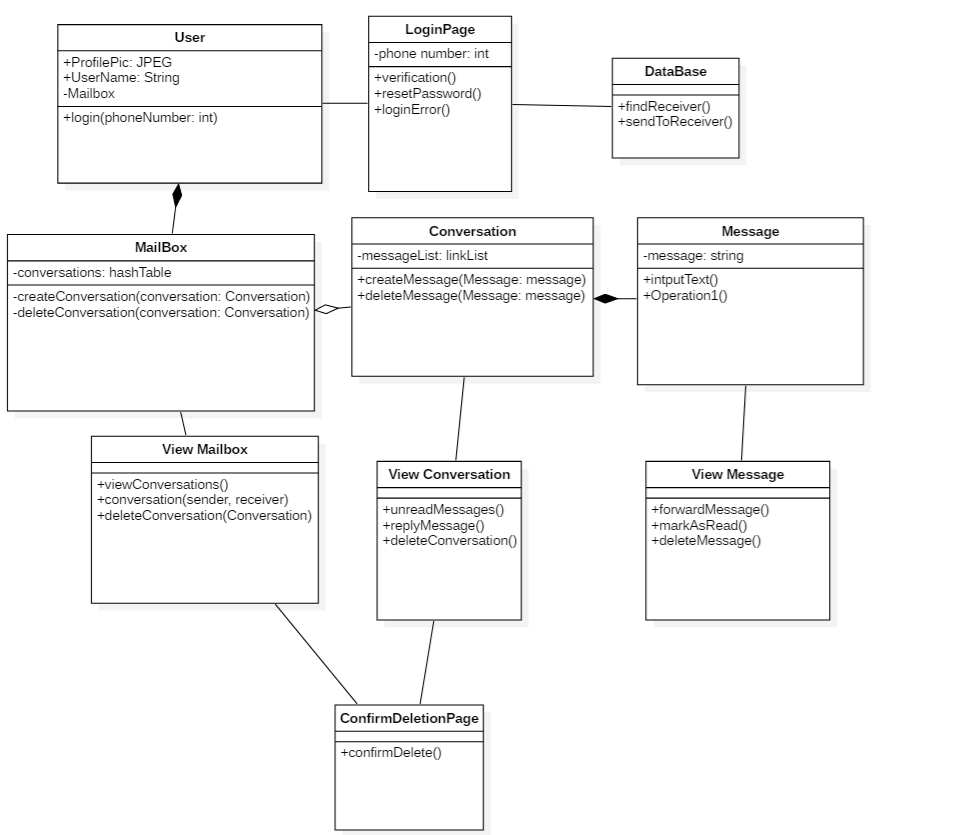 User
+ProfilePic: JPEG
+UserName: String
-Mailbox
+login(phoneNumber: int)
LoginPage
-phone number: int
+verification()
+resetPassword()
+loginError()
DataBase
+findReceiver()
+sendToReceiver()
MailBox
-conversations: hashTable
-createConversation(conversation: Conversation)
-deleteConversation(conversation: Conversation)
Conversation
-messageList: linkList
+createMessage(Message: message)
+deleteMessage(Message: message)
Message
-message: string
+intputText()
+Operation1()
View Mailbox
+viewConversations()
+conversation(sender, receiver)
+deleteConversation(Conversation)
View Conversation
+unreadMessages()
+replyMessage()
+deleteConversation()
View Message
+forwardMessage()
+markAsRead()
+deleteMessage()
ConfirmDeletionPage
+confirmDelete()